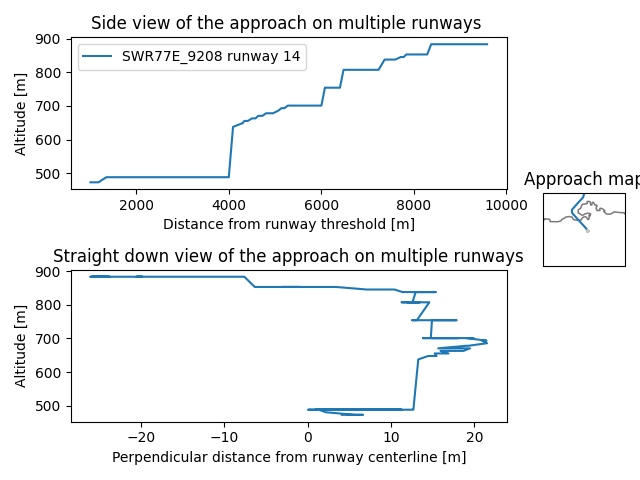 Side view of the approach on multiple runways
900
800
700
600
500
Altitude [m]
SWR77E_9208 runway 14
2000
4000
6000
8000
10000
Distance from runway threshold [m]
Approach map
Straight down view of the approach on multiple runways
900
800
700
600
500
Altitude [m]
−20
−10
0
10
20
Perpendicular distance from runway centerline [m]